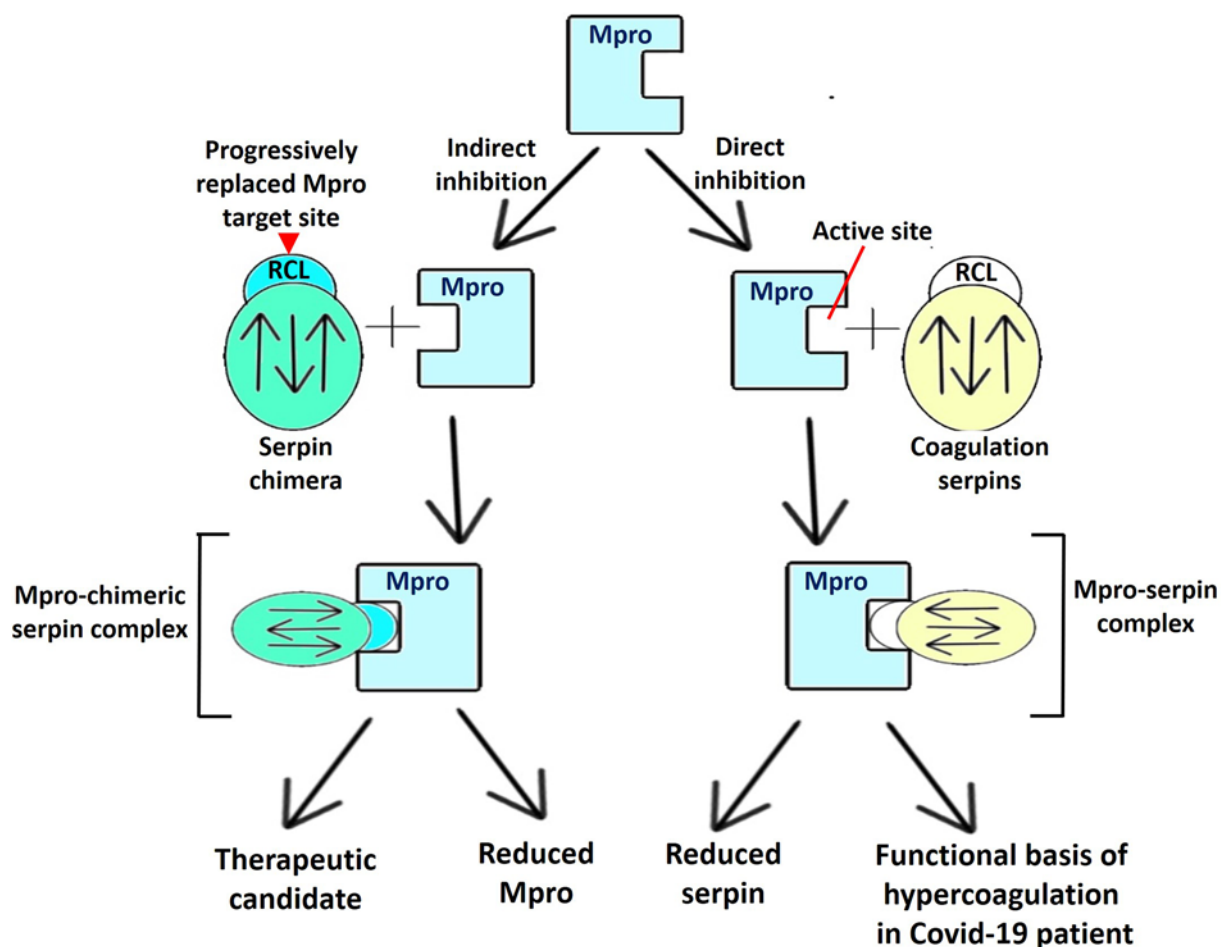 Mpro
Indirect
inhibition
Direct
inhibition
Progressively
replaced Mpro
target site
RCL
Mpro
Serpin
chimera
Active site
Mpro
RCL
Coagulation
serpins
Mpro-chimeric
serpin complex
Mpro
Mpro
Mpro-serpin
complex
Therapeutic
candidate
Reduced
Mpro
Reduced
serpin
Functional basis of
hypercoagulation
in Covid-19 patient